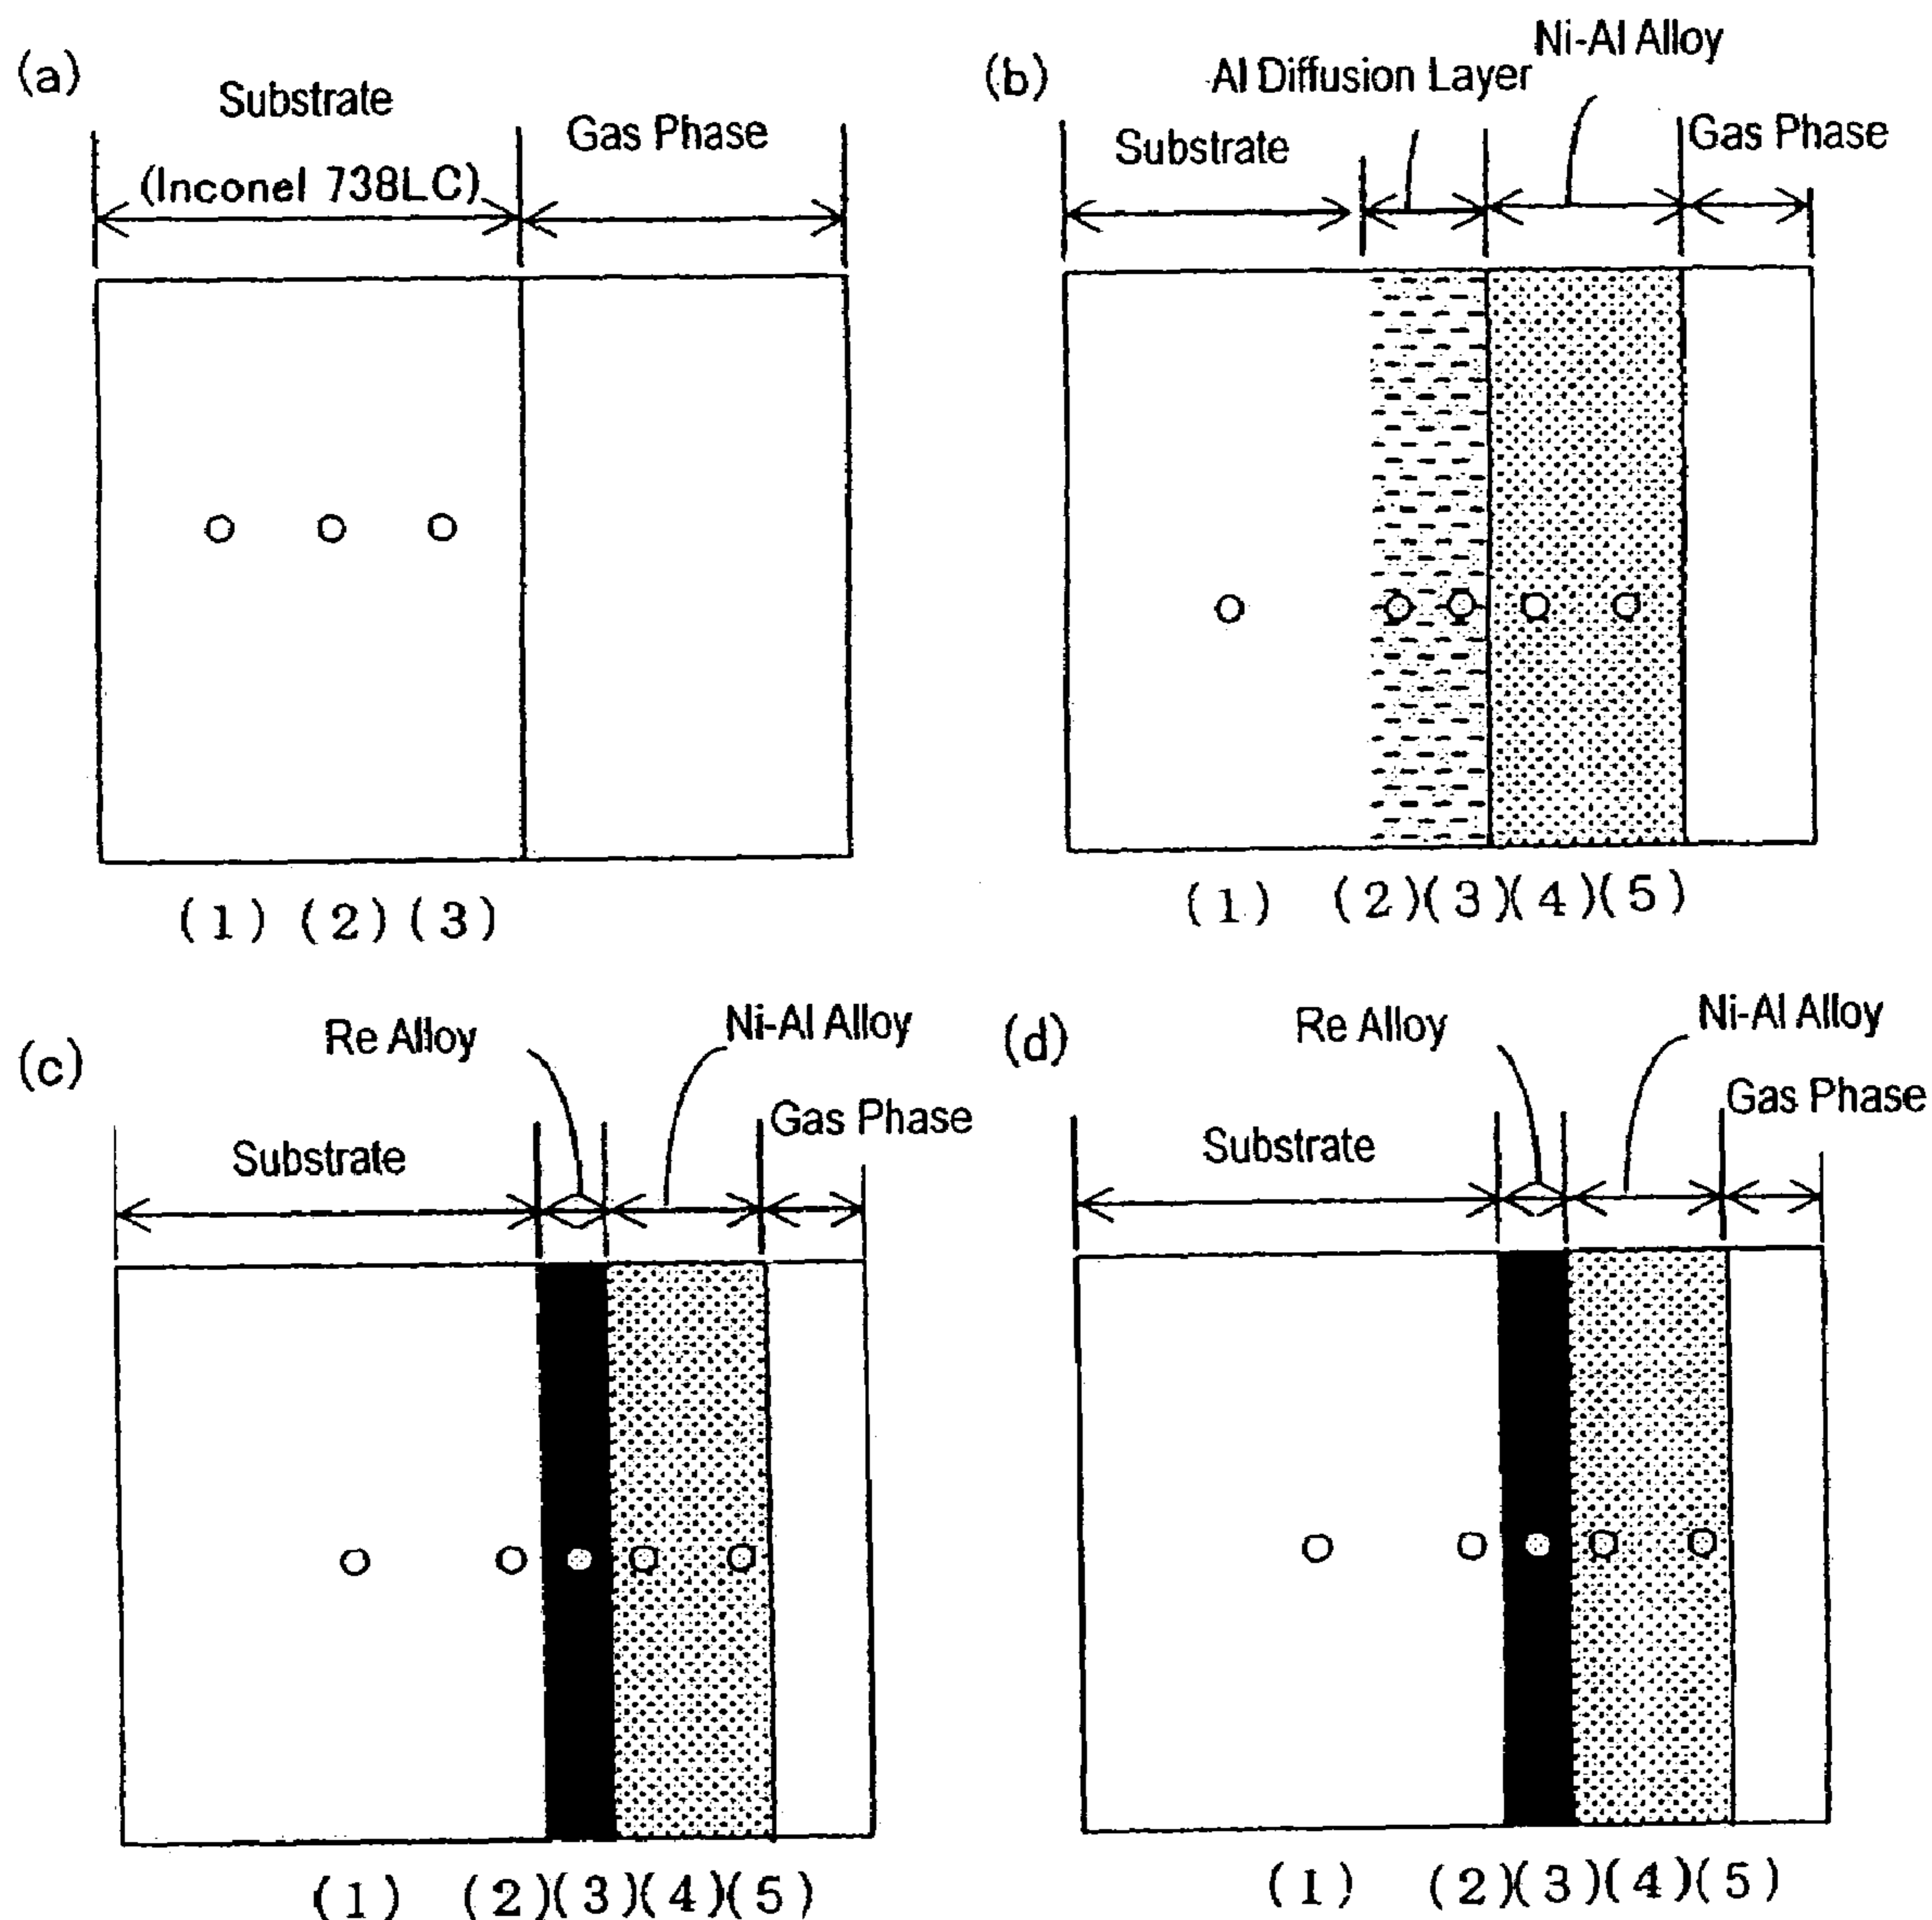 (a)
Substrate
(Inconel 738LC)
Gas Phase
(1) (2) (3)
(b)
Substrate
Al Diffusion Layer
Ni-Al Alloy
Gas Phase
(1) (2)(3)(4)(5)
(c)
Substrate
Re Alloy
Ni-Al Alloy
Gas Phase
(1) (2)(3)(4)(5)
(d)
Substrate
Re Alloy
Ni-Al Alloy
Gas Phase
(1) (2)(3)(4)(5)